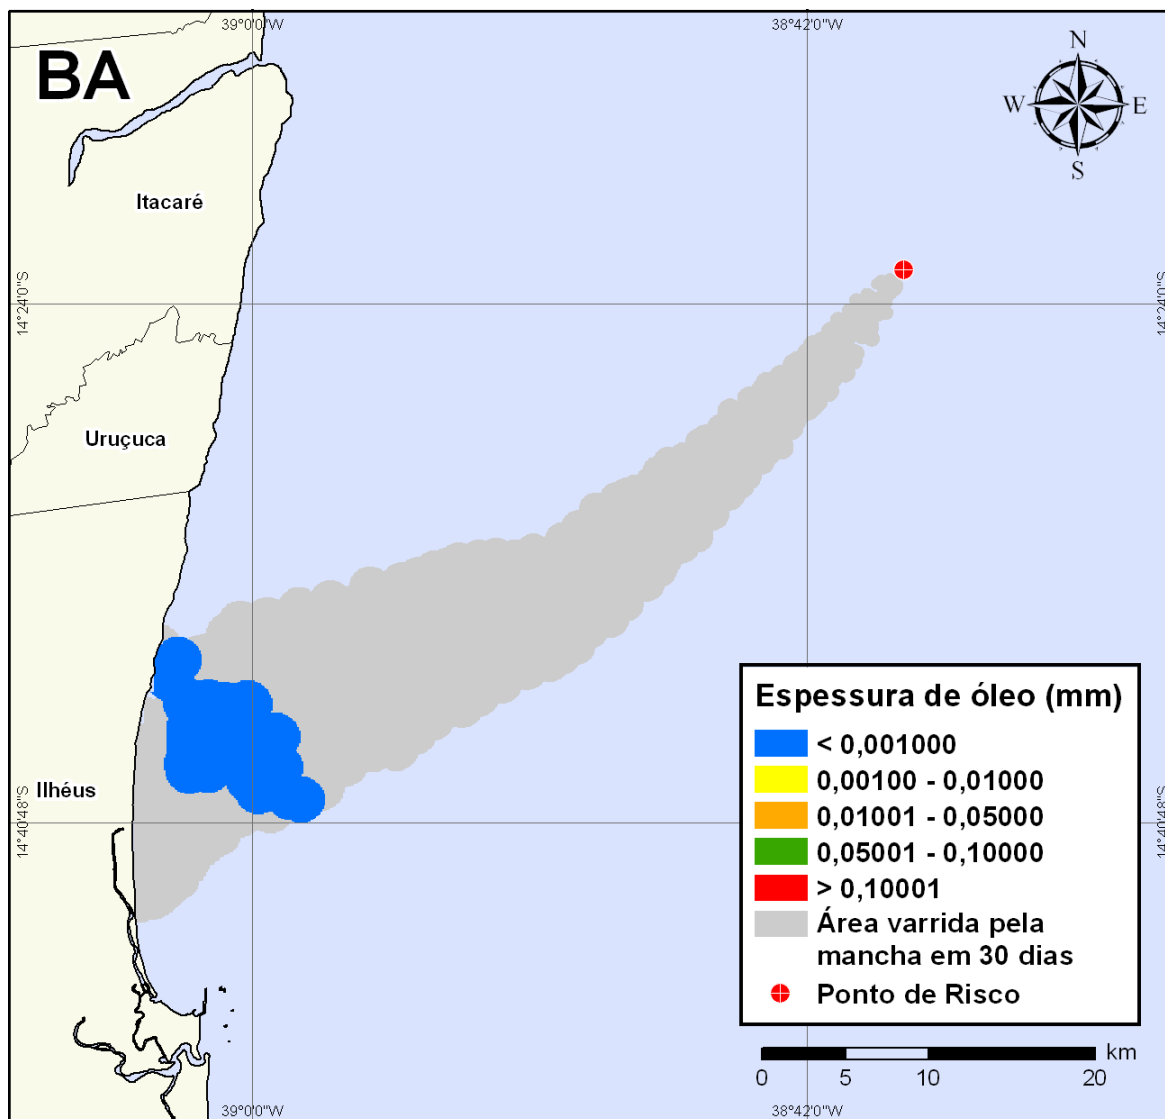 39°0'0"W
38°42'0"W
BA
N
W
E
S
Itacaré
14°24'0"S
14°24'0"S
Uruçuca
Espessura de óleo (mm)
< 0,001000
0,00100 - 0,01000
0,01001 - 0,05000
0,05001 - 0,10000
> 0,10001
Área varrida pela
mancha em 30 dias
Ponto de Risco
Ilhéus
14°40'48"S
14°40'48"S
km
0
5
10
20
39°0'0"W
38°42'0"W